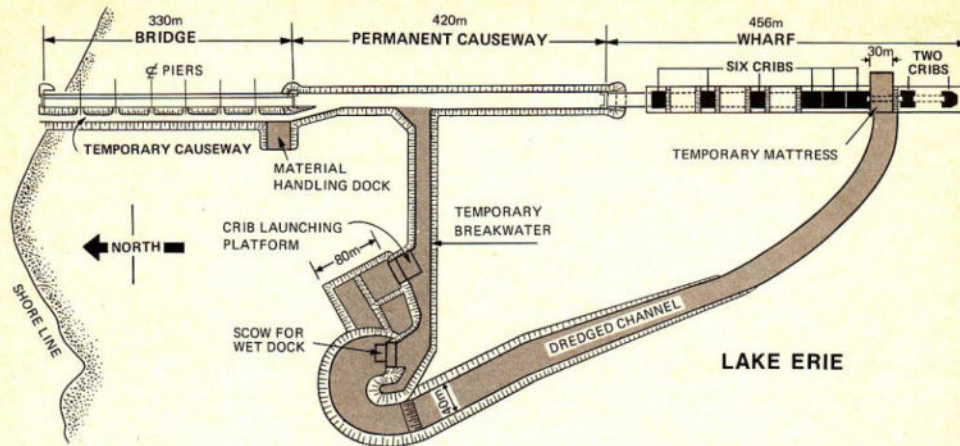 330m
BRIDGE
420m
PERMANENT CAUSEWAY
456m
WHARF
30m
℄ PIERS
SIX CRIBS
TWO
CRIBS
TEMPORARY CAUSEWAY
MATERIAL
HANDLING DOCK
TEMPORARY MATTRESS
NORTH
CRIB LAUNCHING
PLATFORM
80m
TEMPORARY
BREAKWATER
SHORE LINE
SCOW FOR
WET DOCK
DREDGED CHANNEL
40m
LAKE ERIE